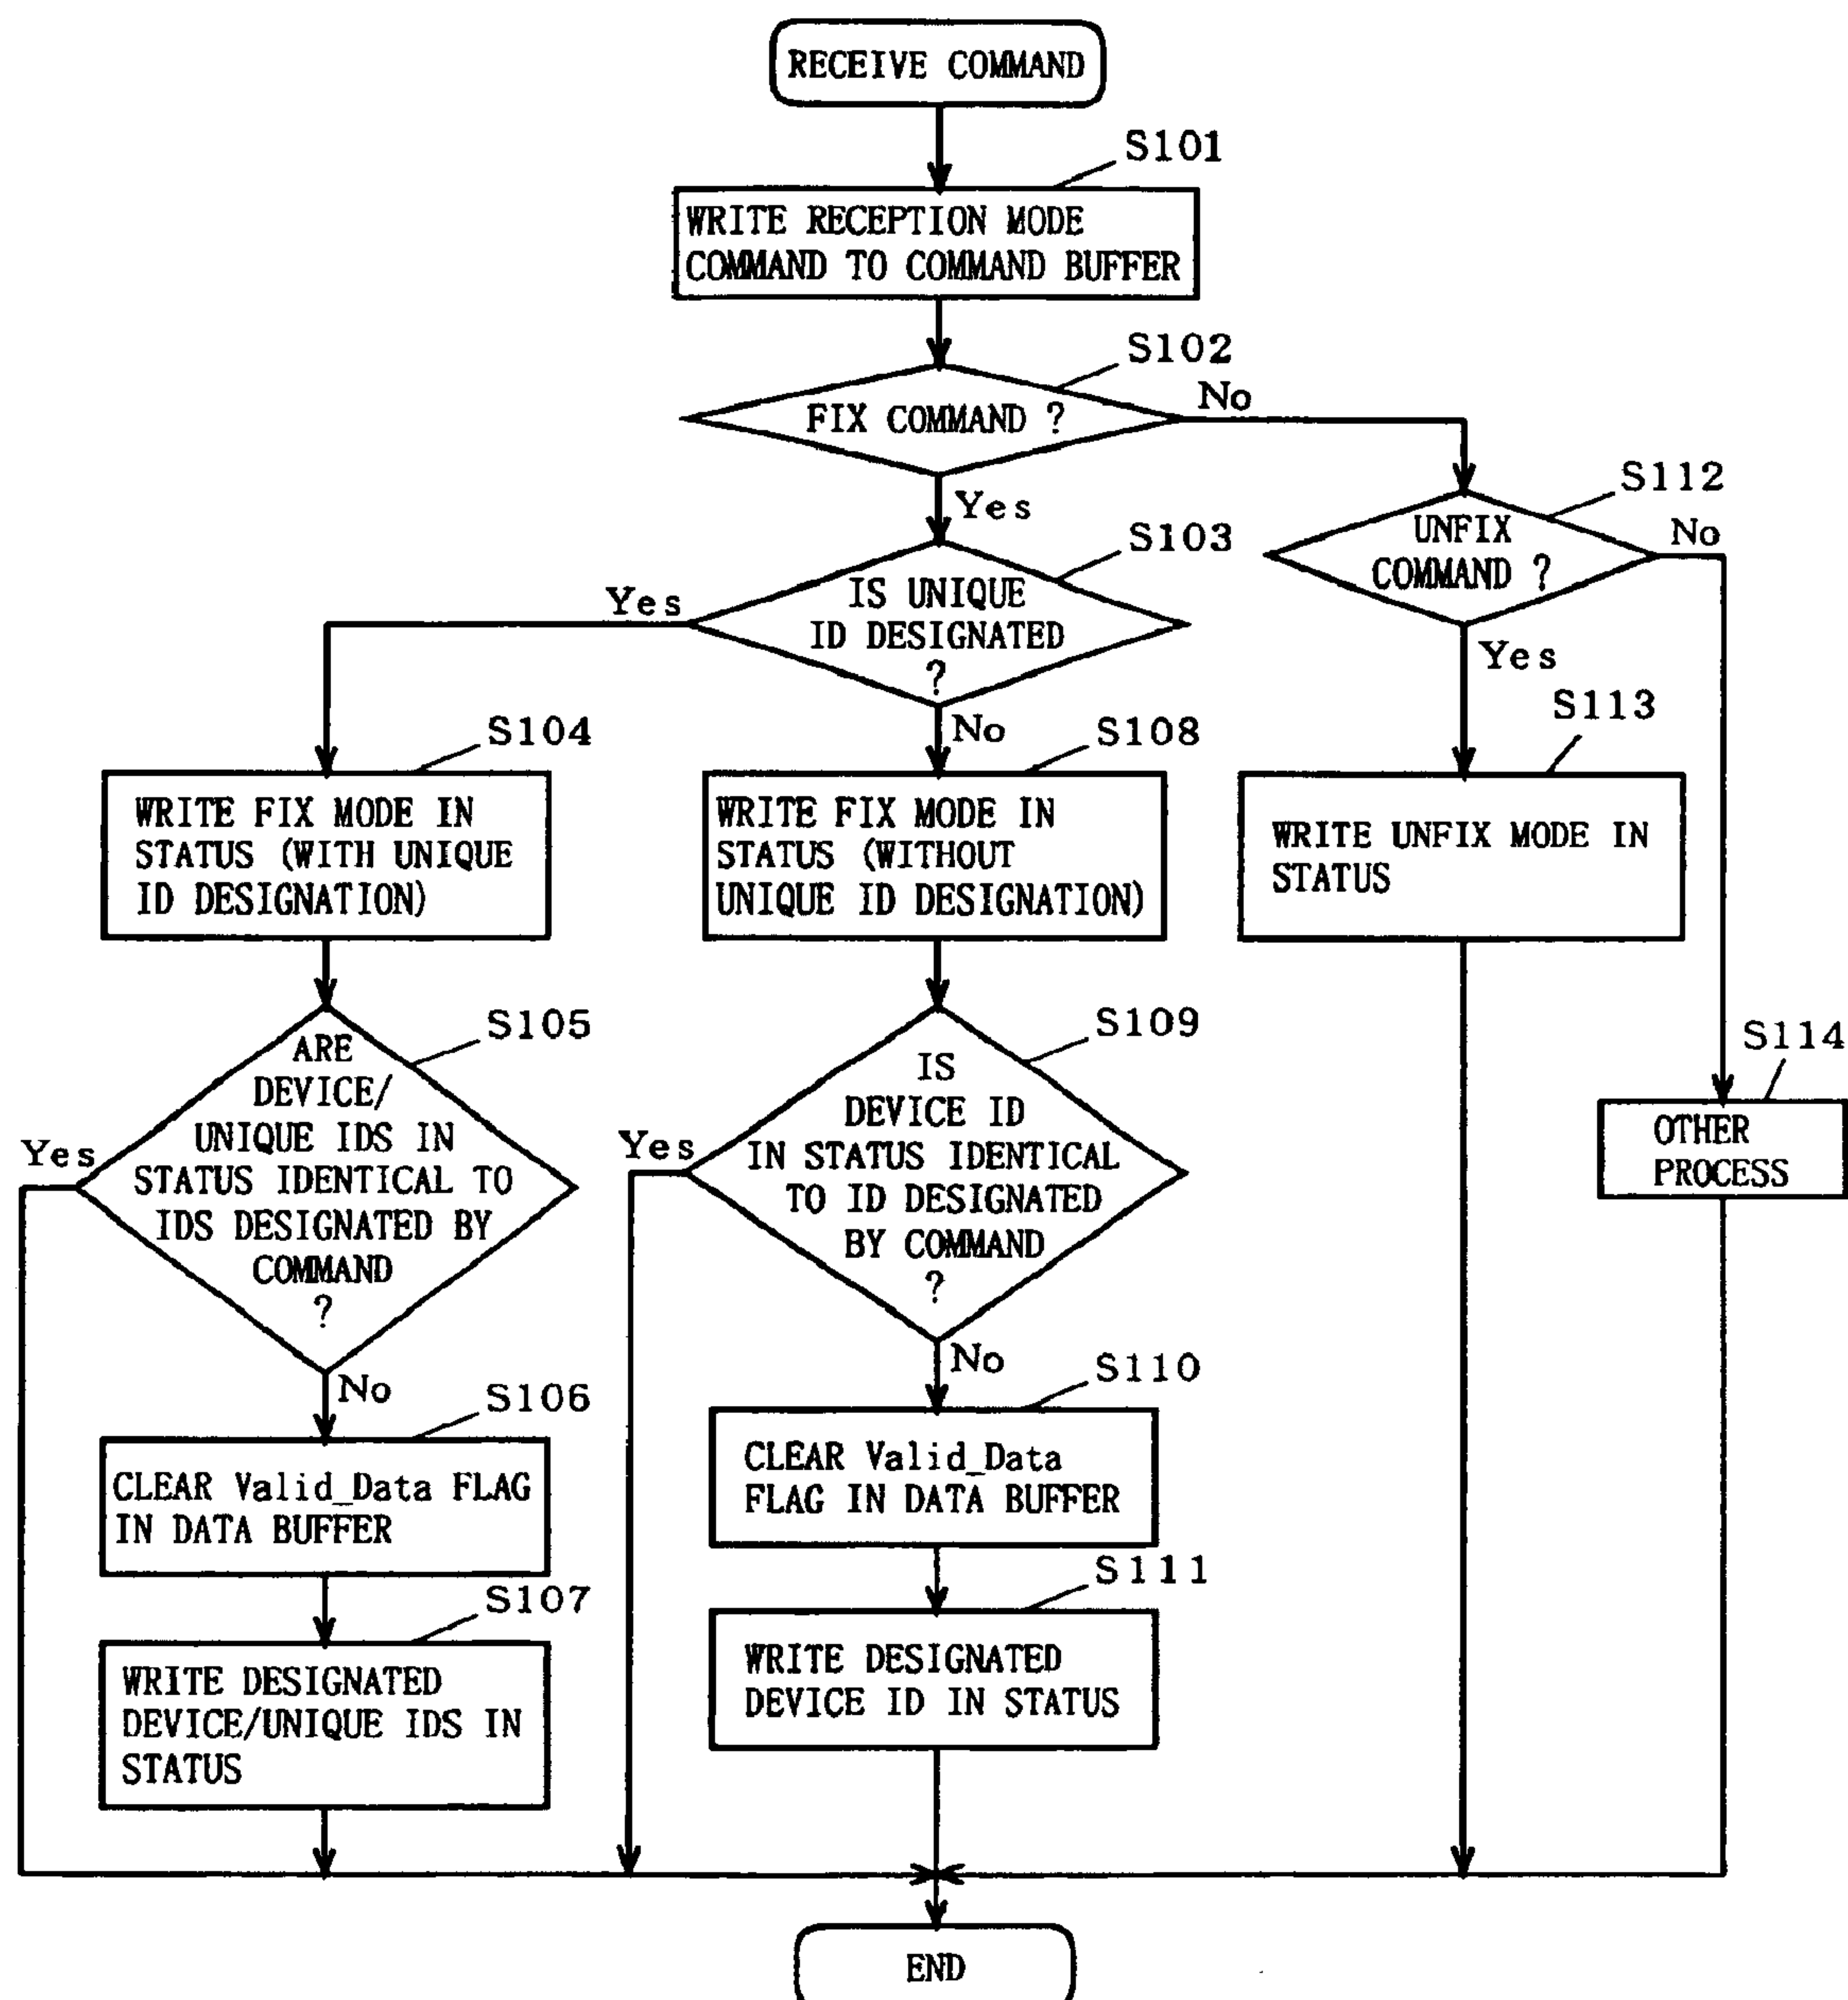 RECEIVE COMMAND
S101
WRITE RECEPTION MODE
COMMAND TO COMMAND BUFFER
S102
FIX COMMAND ?
No
Yes
S112
UNFIX
COMMAND ?
No
Yes
S103
IS UNIQUE
ID DESIGNATED
?
Yes
No
S104
WRITE FIX MODE IN
STATUS (WITH UNIQUE
ID DESIGNATION)
S108
WRITE FIX MODE IN
STATUS (WITHOUT
UNIQUE ID DESIGNATION)
S113
WRITE UNFIX MODE IN
STATUS
S105
ARE
DEVICE/
UNIQUE IDS IN
STATUS IDENTICAL TO
IDS DESIGNATED BY
COMMAND
?
Yes
No
S109
IS
DEVICE ID
IN STATUS IDENTICAL
TO ID DESIGNATED
BY COMMAND
?
Yes
No
S114
OTHER
PROCESS
S106
CLEAR Valid_Data FLAG
IN DATA BUFFER
S110
CLEAR Valid_Data
FLAG IN DATA BUFFER
S107
WRITE DESIGNATED
DEVICE/UNIQUE IDS IN
STATUS
S111
WRITE DESIGNATED
DEVICE ID IN STATUS
END